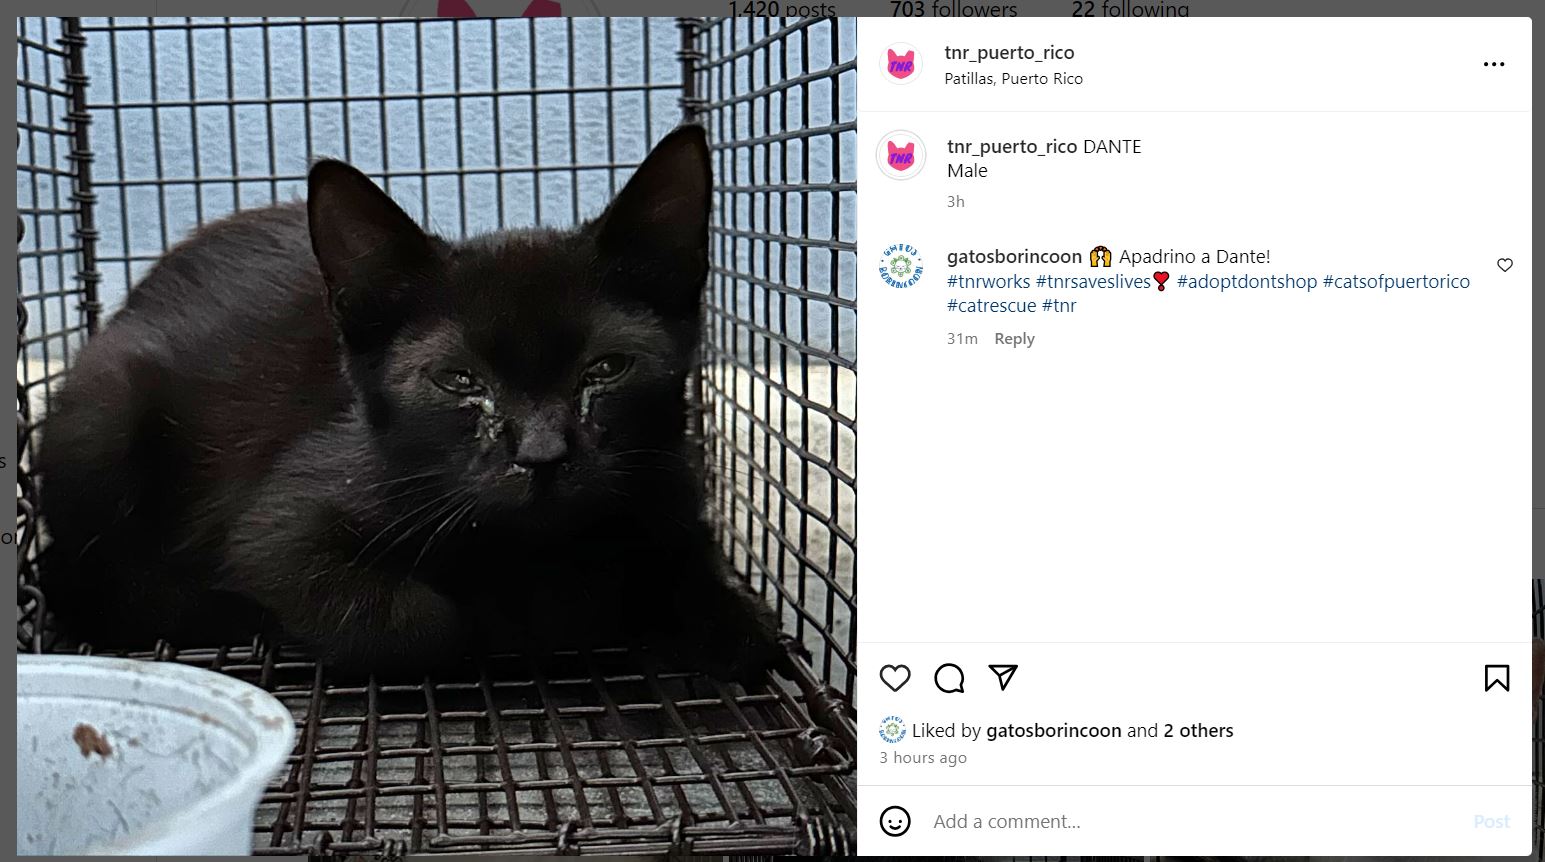 1,420 posts 703 followers 22 following
tnr_puerto_rico
Patillas, Puerto Rico
TNR
tnr_puerto_rico DANTE
Male
TNR
3h
gatosborincoon 🙌 Apadrino a Dante!
#tnrworks #tnrsaveslives❣️ #adoptdontshop #catsofpuertorico
#catrescue #tnr
31m Reply
Liked by gatosborincoon and 2 others
3 hours ago
Add a comment...
Post